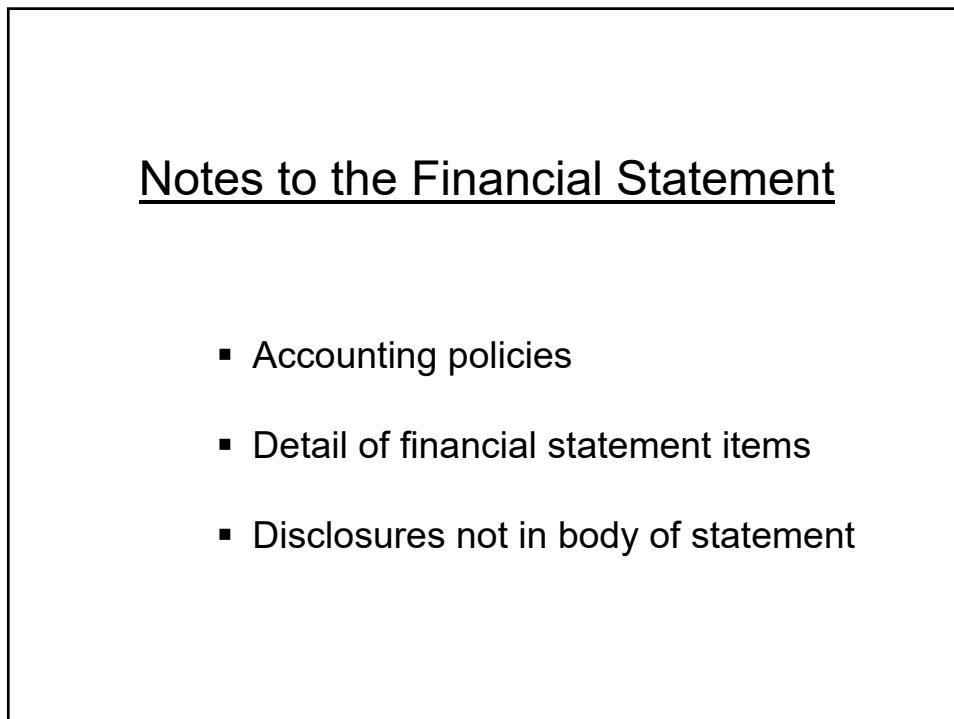 Notes to the Financial Statement
▪ Accounting policies
▪ Detail of financial statement items
▪ Disclosures not in body of statement